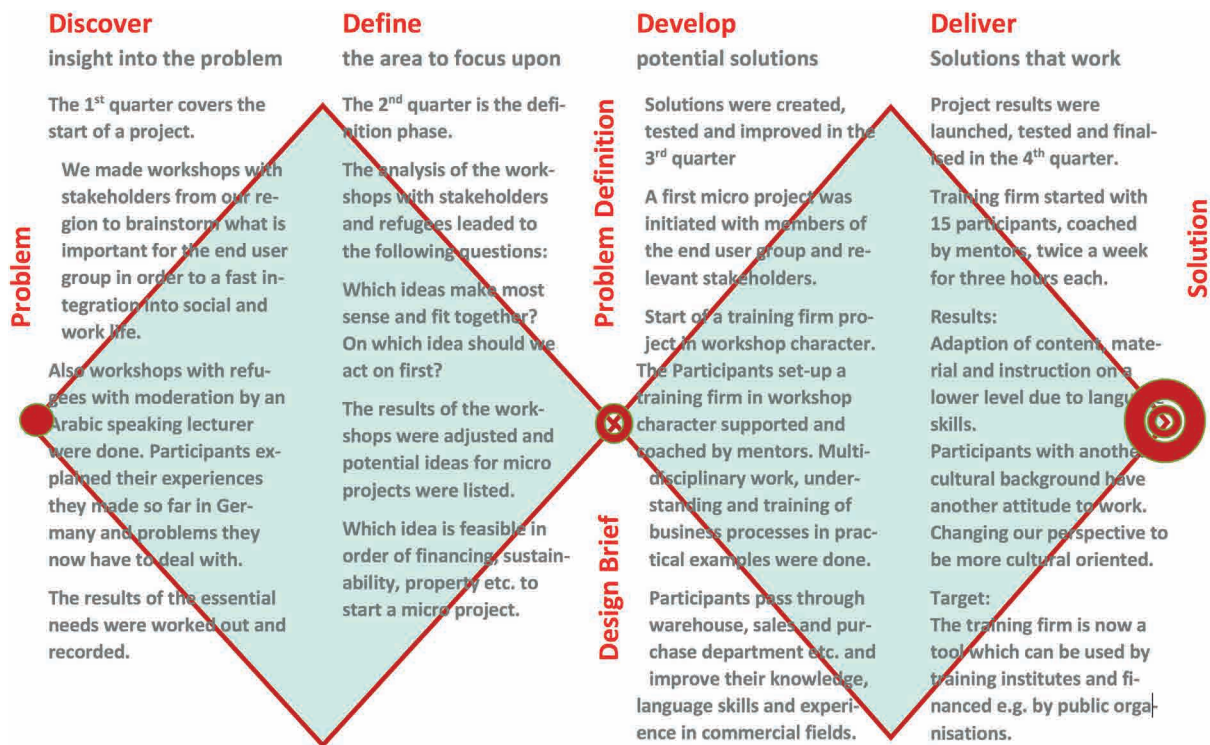 Discover
insight into the problem
The 1st quarter covers the
start of a project.
We made workshops with
stakeholders from our re-
gion to brainstorm what is
important for the end user
group in order to a fast in-
tegration into social and
work life.
Also workshops with refu-
gees with moderation by an
Arabic speaking lecturer
were done. Participants ex-
plained their experiences
they made so far in Ger-
many and problems they
now have to deal with.
The results of the essential
needs were worked out and
recorded.
Define
the area to focus upon
The 2nd quarter is the defi-
nition phase.
The analysis of the work-
shops with stakeholders
and refugees leaded to
the following questions:
Which ideas make most
sense and fit together?
On which idea should we
act on first?
The results of the work-
shops were adjusted and
potential ideas for micro
projects were listed.
Which idea is feasible in
order of financing, sustain-
ability, property etc. to
start a micro project.
Develop
potential solutions
Solutions were created,
tested and improved in the
3rd quarter
A first micro project was
initiated with members of
the end user group and re-
levant stakeholders.
Start of a training firm pro-
ject in workshop character.
The Participants set-up a
training firm in workshop
character supported and
coached by mentors. Multi-
disciplinary work, under-
standing and training of
business processes in prac-
tical examples were done.
Participants pass through
warehouse, sales and pur-
chase department etc. and
improve their knowledge,
language skills and experi-
ence in commercial fields.
Deliver
Solutions that work
Project results were
launched, tested and final-
ised in the 4th quarter.
Training firm started with
15 participants, coached
by mentors, twice a week
for three hours each.
Results:
Adaption of content, mate-
rial and instruction on a
lower level due to language
skills.
Participants with another
cultural background have
another attitude to work.
Changing our perspective to
be more cultural oriented.
Target:
The training firm is now a
tool which can be used by
training institutes and fi-
nanced e.g. by public orga-
nisations.
Problem
Problem Definition
Design Brief
Solution